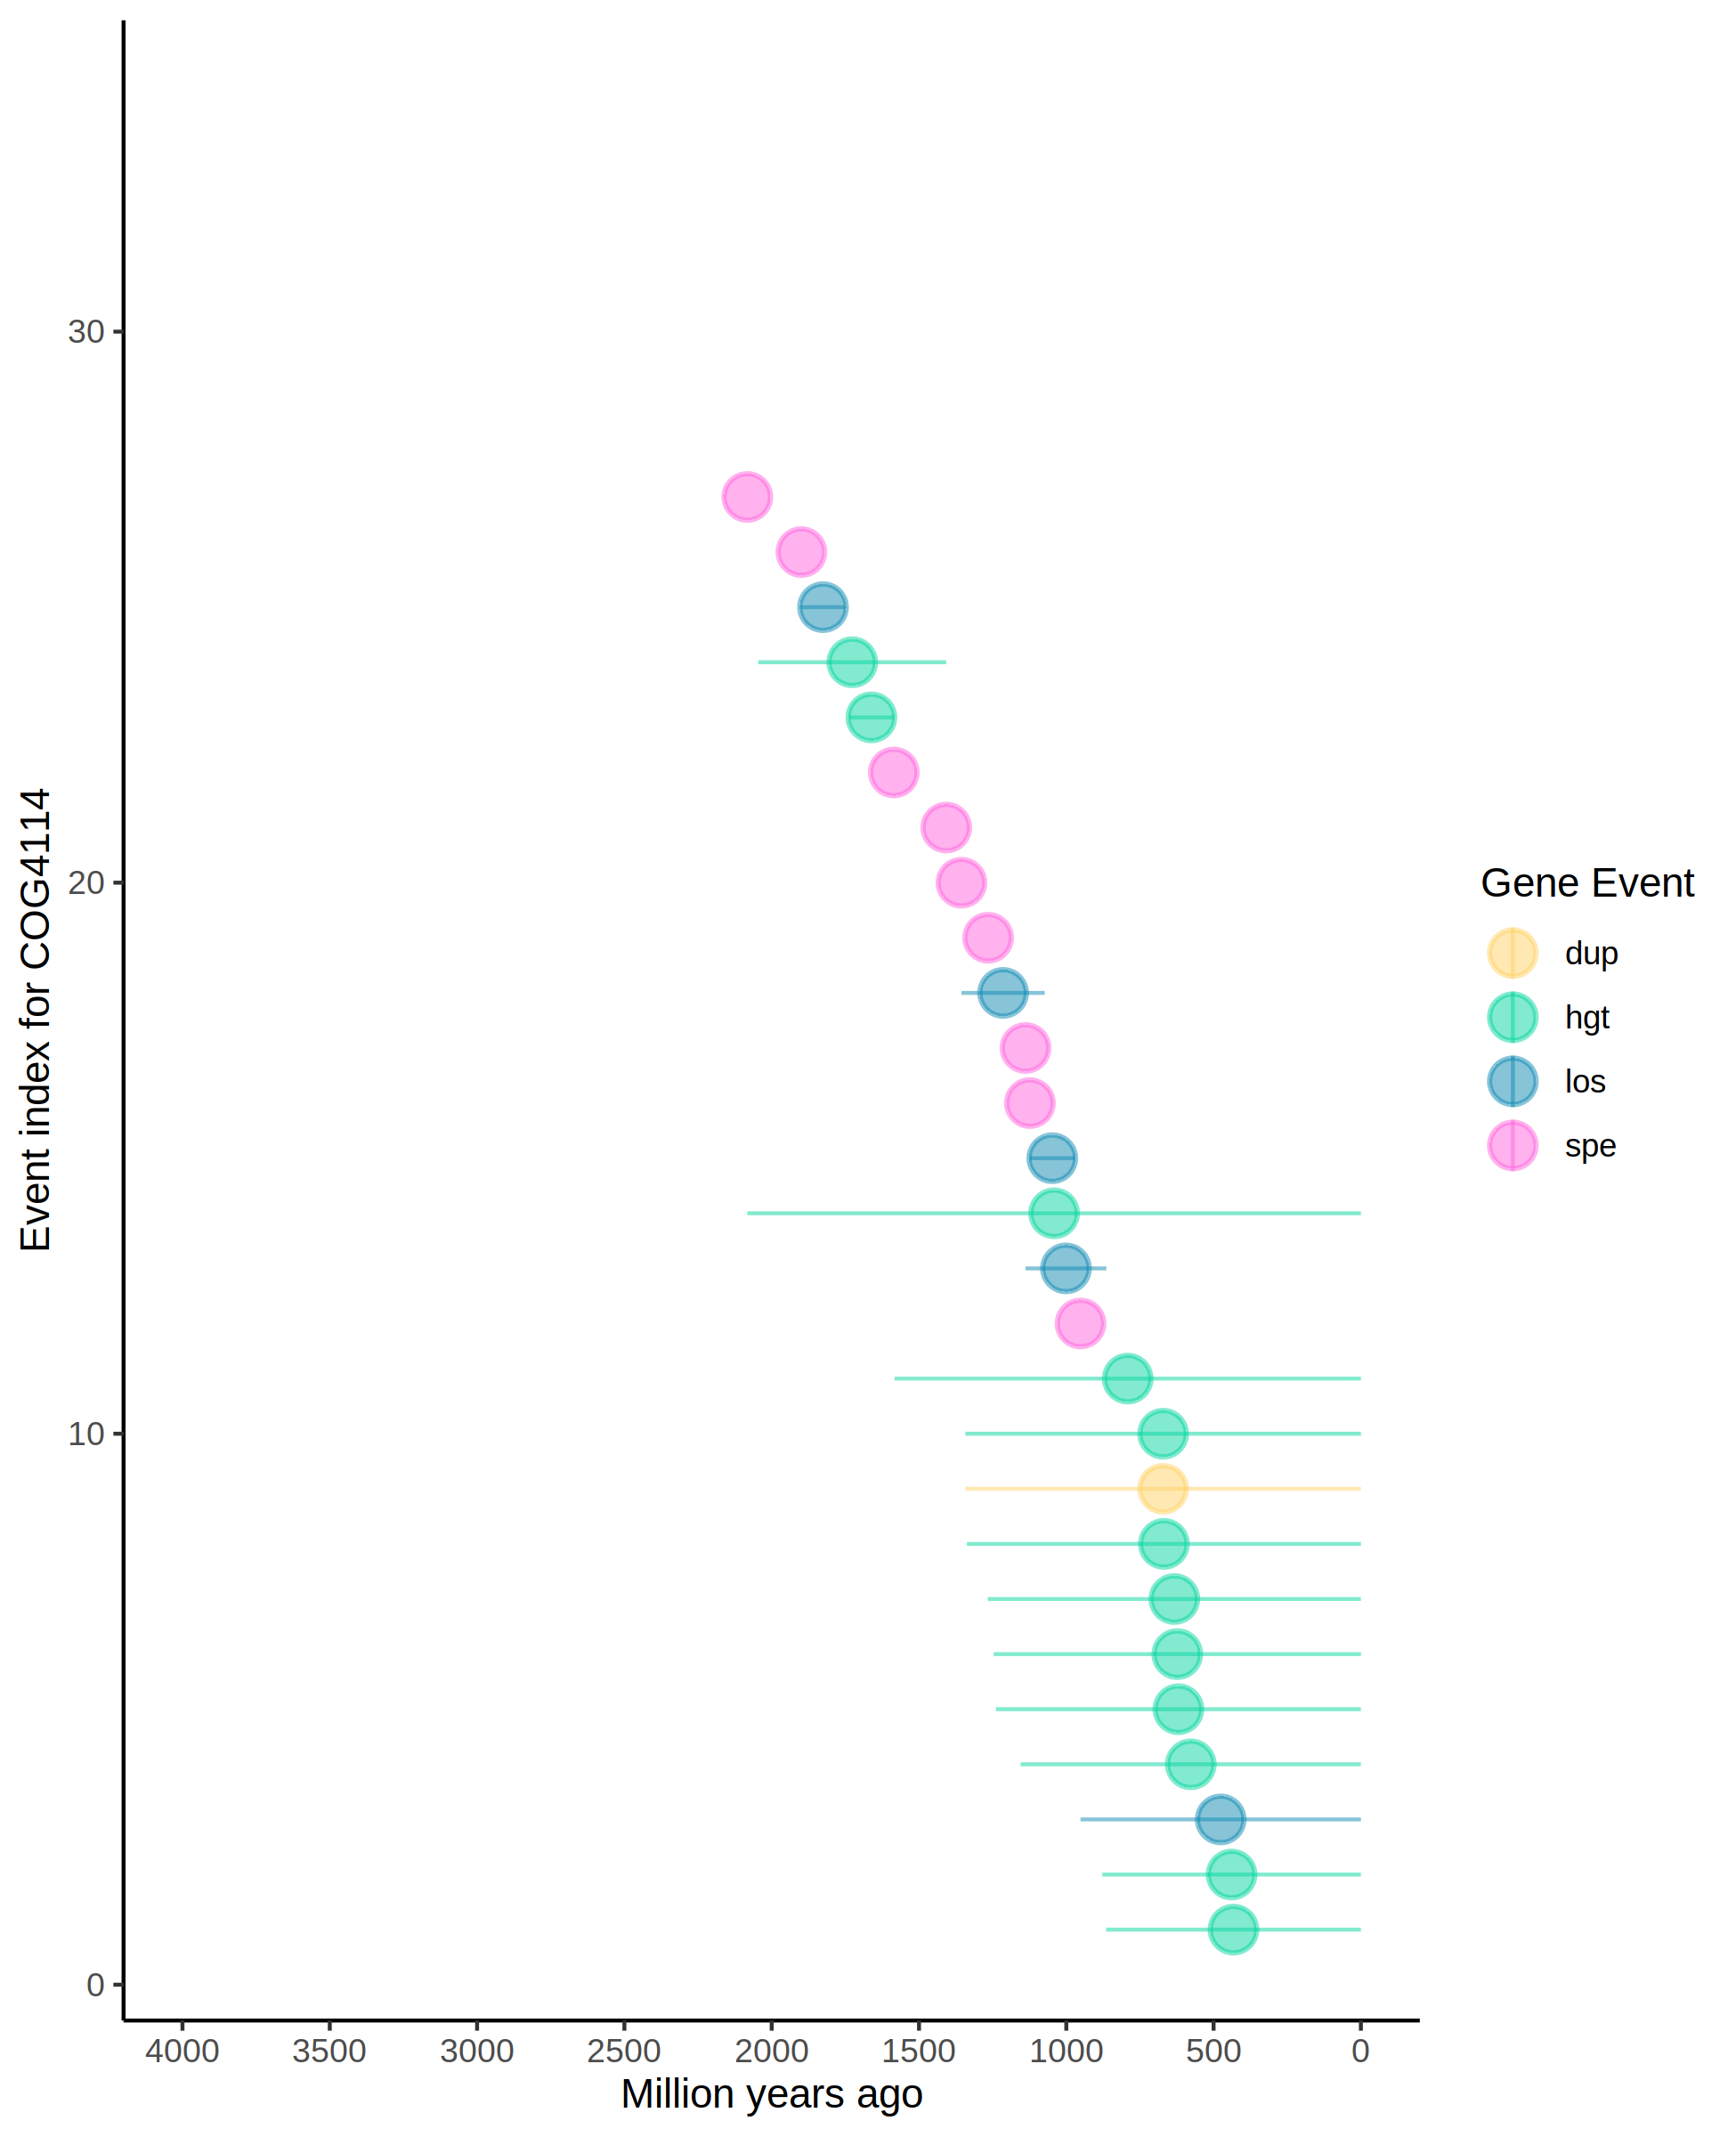 Event index for COG4114
30
20
10
0
4000 3500 3000 2500 2000 1500 1000 500 0
Million years ago
Gene Event
dup
hgt
los
spe